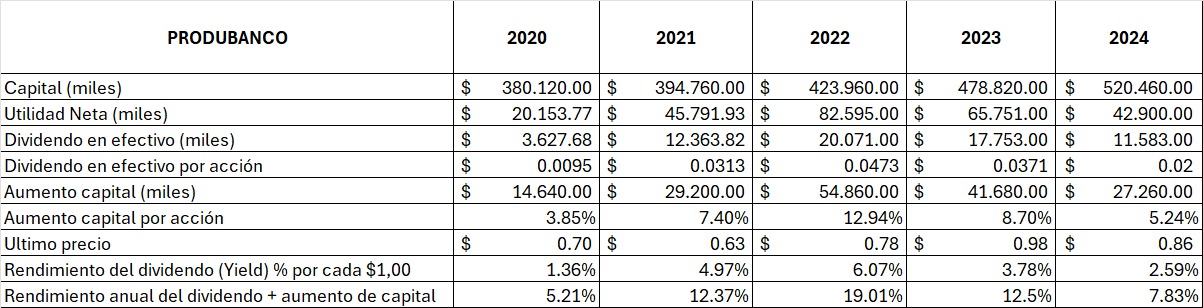 PRODUBANCO 2020 2021 2022 2023 2024
Capital (miles) $ 380.120.00 $ 394.760.00 $ 423.960.00 $ 478.820.00 $ 520.460.00
Utilidad Neta (miles) $ 20.153.77 $ 45.791.93 $ 82.595.00 $ 65.751.00 $ 42.900.00
Dividendo en efectivo (miles) $ 3.627.68 $ 12.363.82 $ 20.071.00 $ 17.753.00 $ 11.583.00
Dividendo en efectivo por acción $ 0.0095 $ 0.0313 $ 0.0473 $ 0.0371 $ 0.02
Aumento capital (miles) $ 14.640.00 $ 29.200.00 $ 54.860.00 $ 41.680.00 $ 27.260.00
Aumento capital por acción 3.85% 7.40% 12.94% 8.70% 5.24%
Ultimo precio $ 0.70 $ 0.63 $ 0.78 $ 0.98 $ 0.86
Rendimiento del dividendo (Yield) % por cada $1,00 1.36% 4.97% 6.07% 3.78% 2.59%
Rendimiento anual del dividendo + aumento de capital 5.21% 12.37% 19.01% 12.5% 7.83%